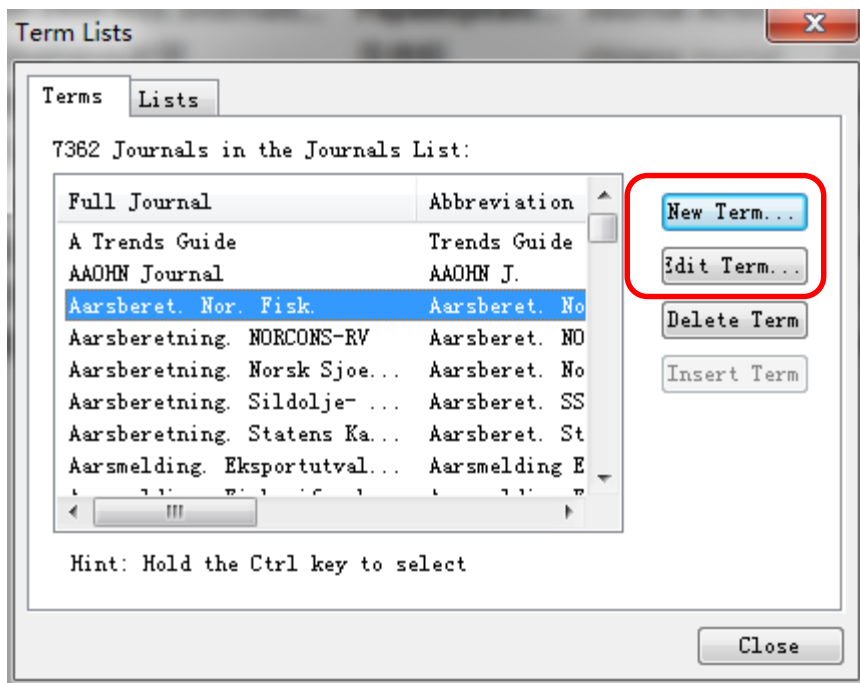 Term Lists
Terms Lists
7362 Journals in the Journals List:
Full Journal Abbreviation
A Trends Guide Trends Guide
AAOHN Journal AAOHN J.
Aarsberet. Nor. Fisk. Aarsberet. No
Aarsberetning. NORCONS-RV Aarsberet. NO
Aarsberetning. Norsk Sjoe... Aarsberet. No
Aarsberetning. Sildolje- ... Aarsberet. SS
Aarsberetning. Statens Ka... Aarsberet. St
Aarsmelding. Eksportutval... Aarsmelding E
New Term...
Edit Term...
Delete Term
Insert Term
Hint: Hold the Ctrl key to select
Close